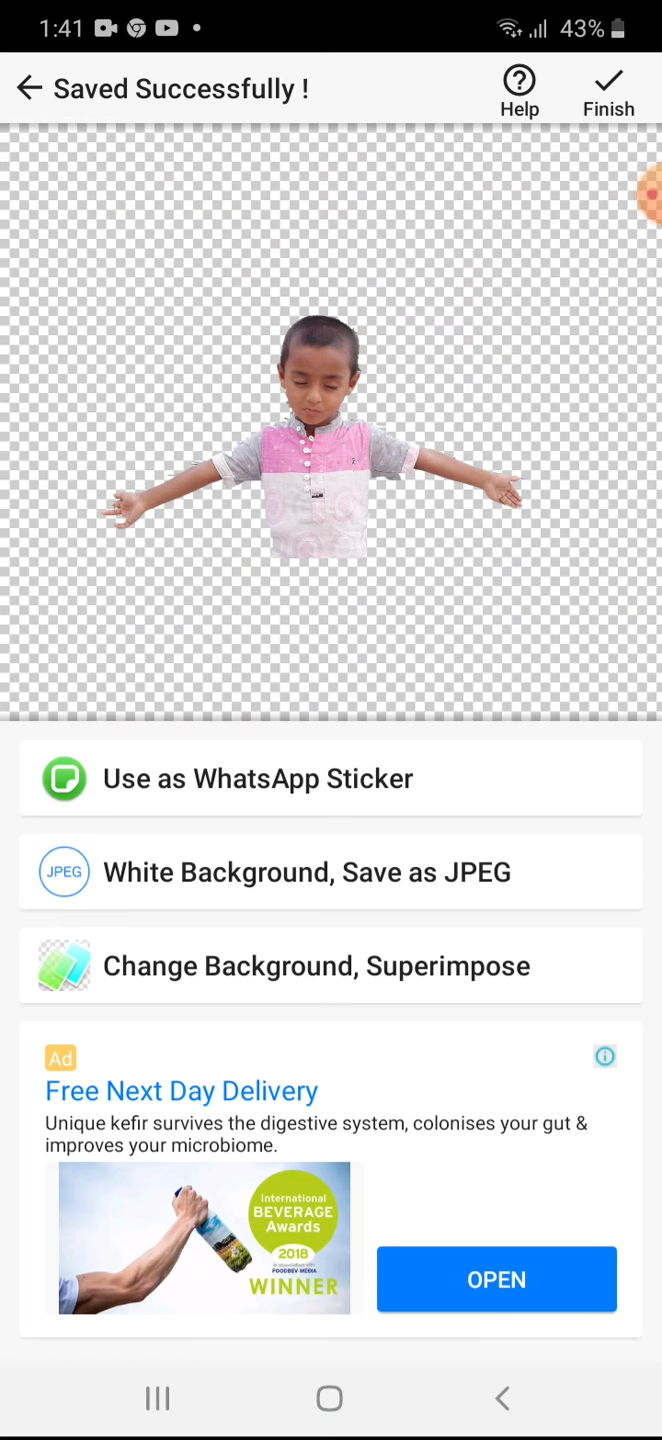 1:41
43%
Saved Successfully !
Help
Finish
Use as WhatsApp Sticker
JPEG
White Background, Save as JPEG
Change Background, Superimpose
Ad
Free Next Day Delivery
Unique kefir survives the digestive system, colonises your gut &
improves your microbiome.
International
BEVERAGE
Awards
2018
in association with
FOODBEV MEDIA
WINNER
OPEN